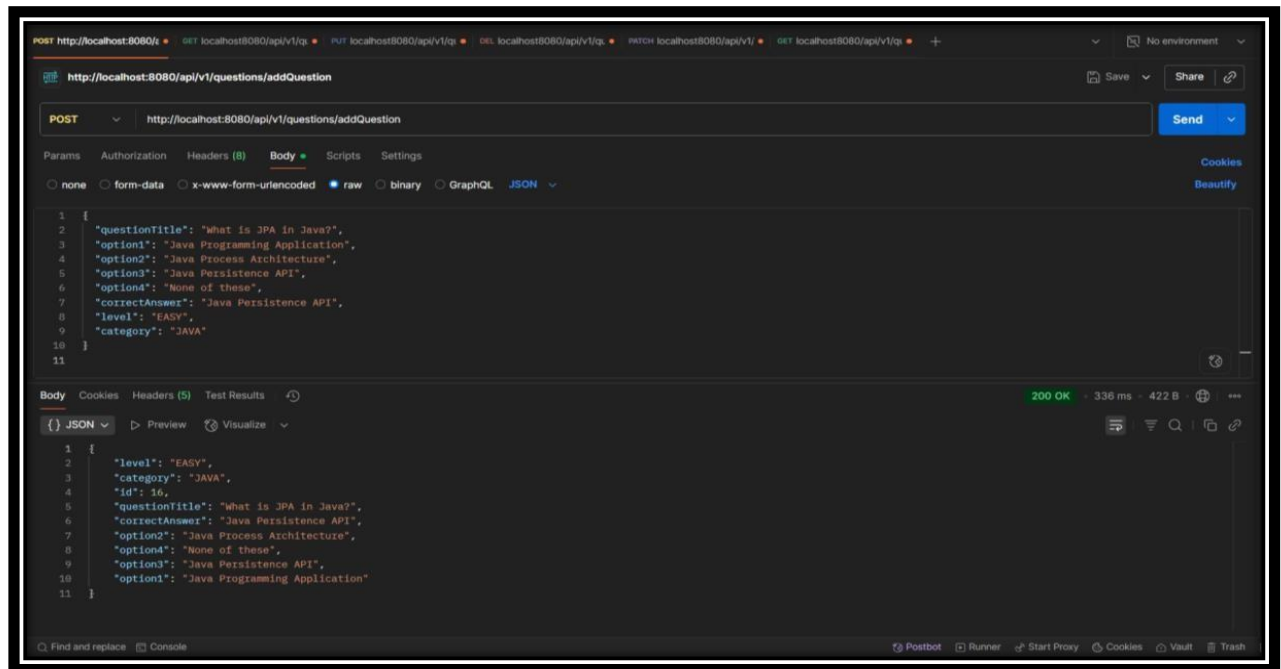 POST http://localhost:8080/a GET localhost8080/api/v1/qu PUT localhost8080/api/v1/qu DEL localhost8080/api/v1/qu PATCH localhost8080/api/v1/ GET localhost8080/api/v1/qu + No environment
HTTP http://localhost:8080/api/v1/questions/addQuestion Save Share
POST http://localhost:8080/api/v1/questions/addQuestion Send
Params Authorization Headers (8) Body Scripts Settings Cookies
none form-data x-www-form-urlencoded raw binary GraphQL JSON Beautify
1 {
2 "questionTitle": "What is JPA in Java?",
3 "option1": "Java Programming Application",
4 "option2": "Java Process Architecture",
5 "option3": "Java Persistence API",
6 "option4": "None of these",
7 "correctAnswer": "Java Persistence API",
8 "level": "EASY",
9 "category": "JAVA"
10 }
11
Body Cookies Headers (5) Test Results 200 OK 336 ms 422 B
{} JSON Preview Visualize
1 {
2 "level": "EASY",
3 "category": "JAVA",
4 "id": 16,
5 "questionTitle": "What is JPA in Java?",
6 "correctAnswer": "Java Persistence API",
7 "option2": "Java Process Architecture",
8 "option4": "None of these",
9 "option3": "Java Persistence API",
10 "option1": "Java Programming Application"
11 }
Find and replace Console Postbot Runner Start Proxy Cookies Vault Trash